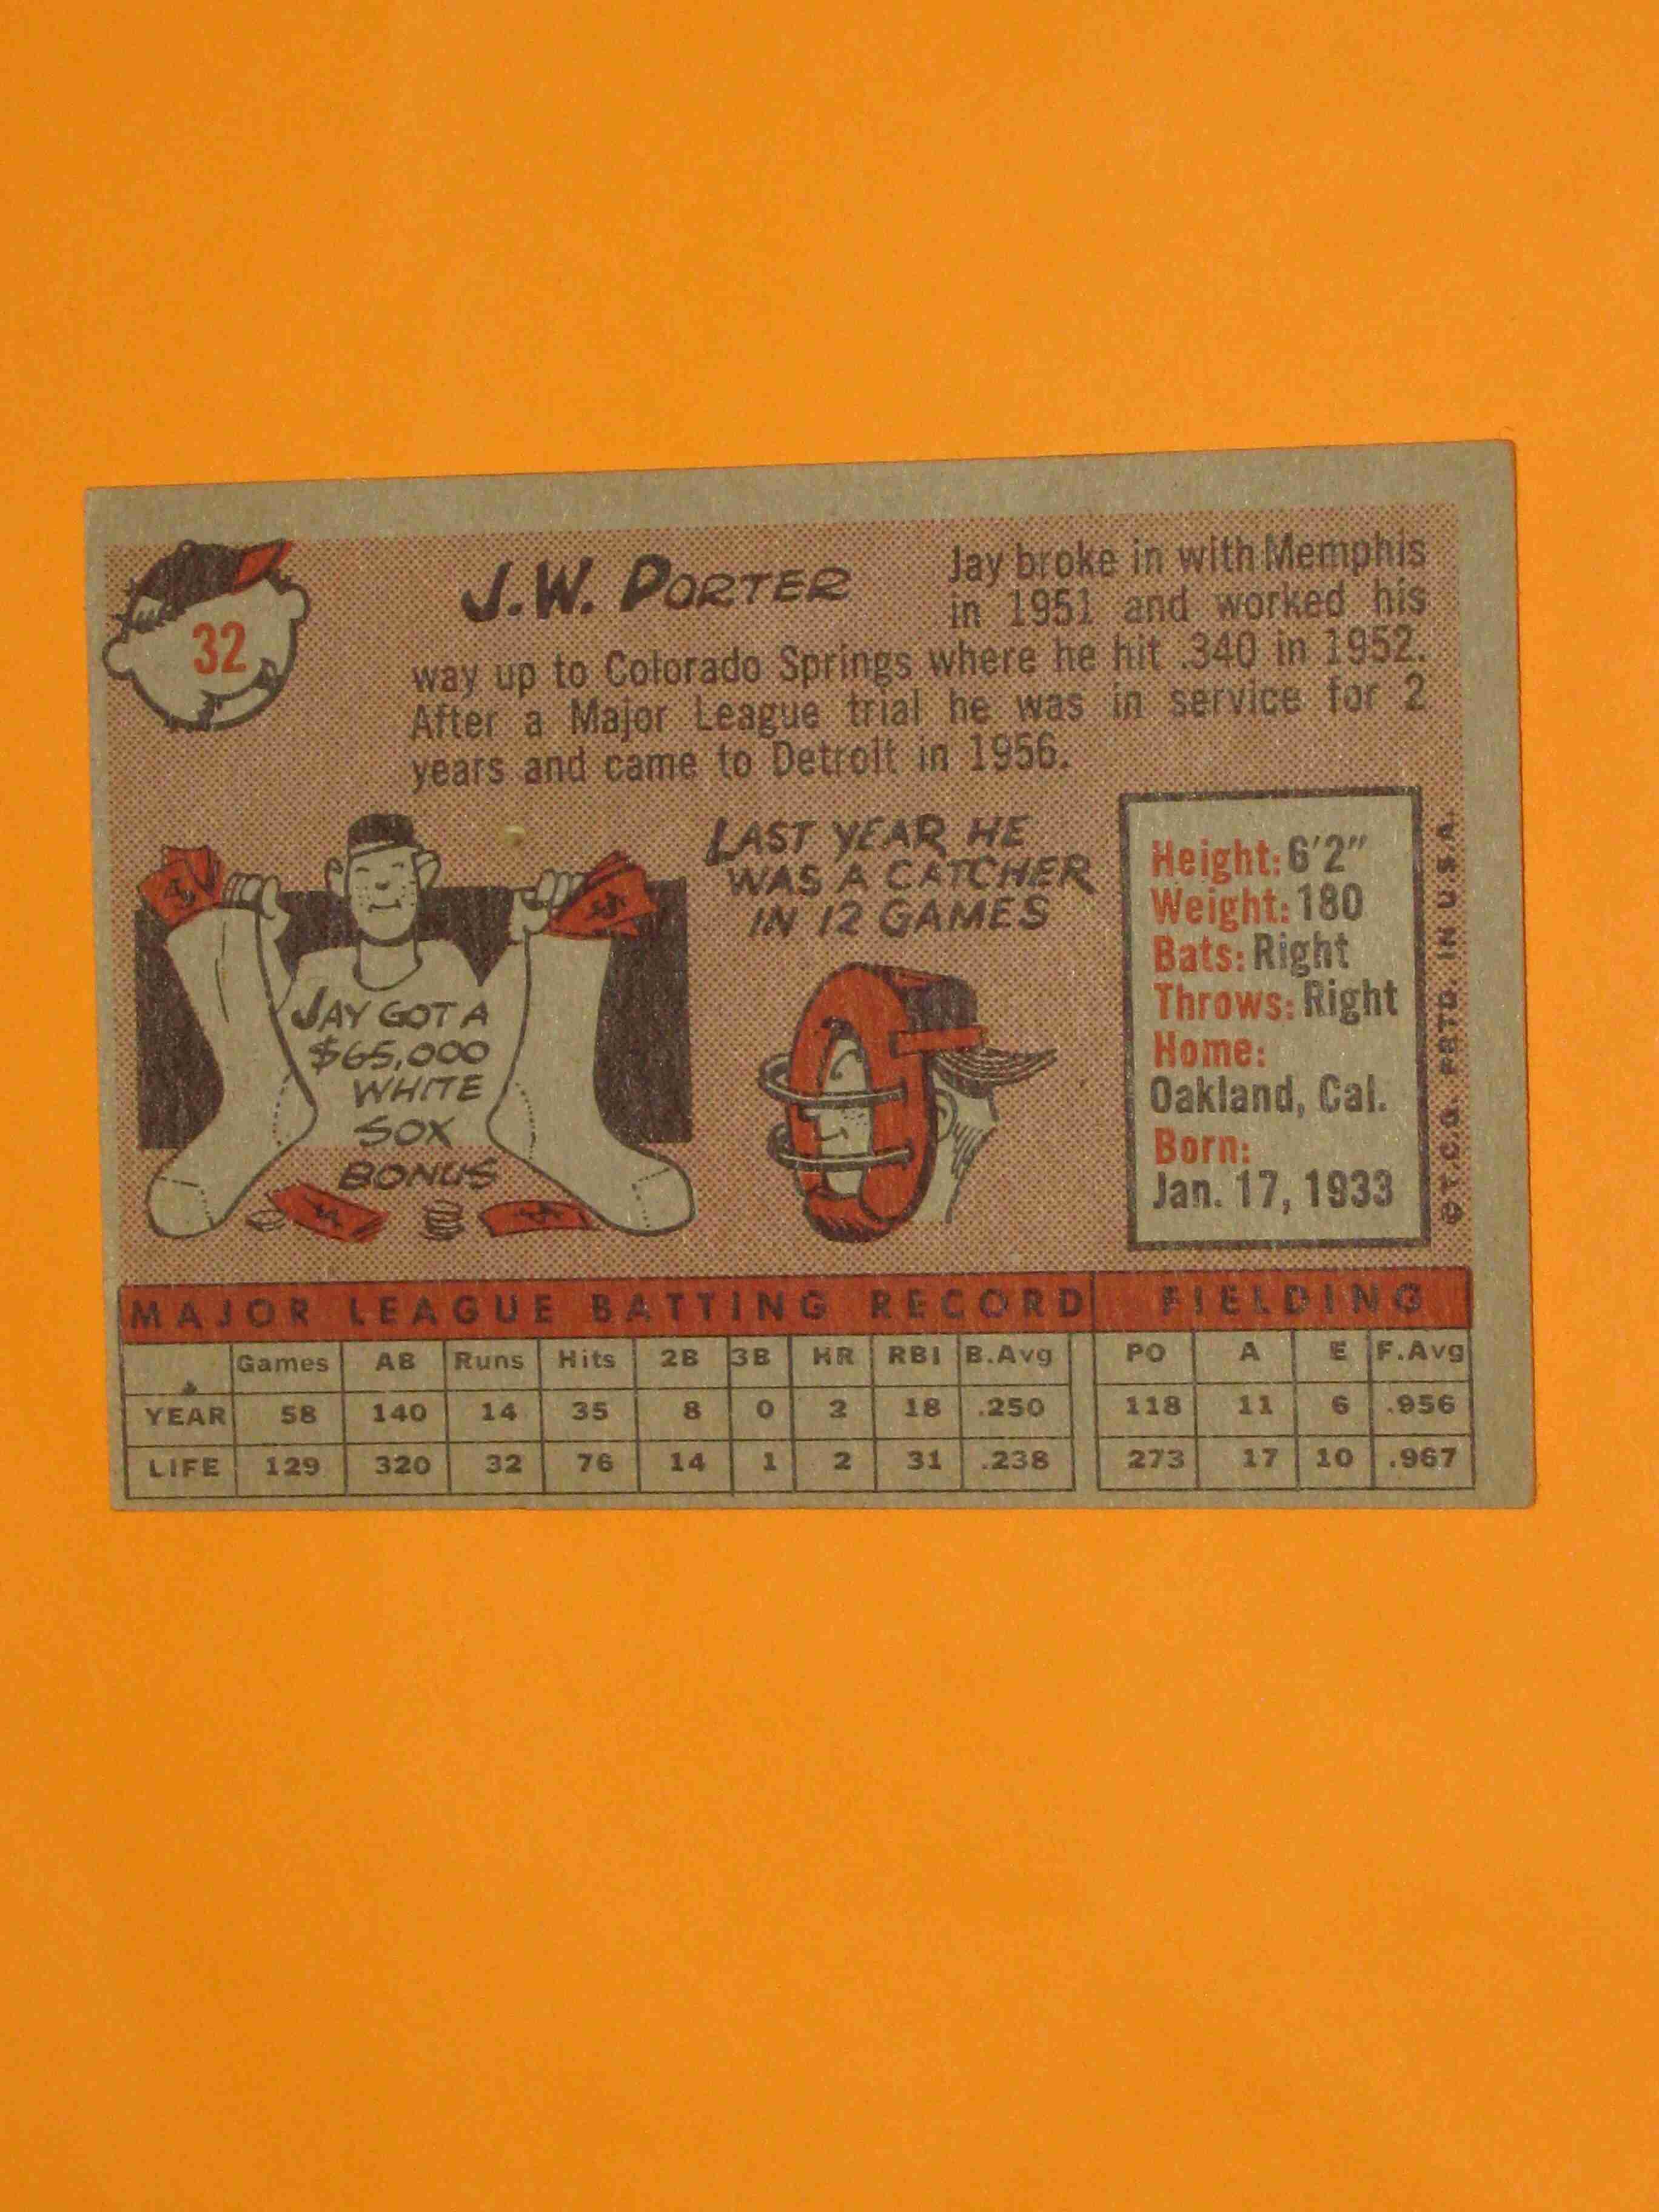 32
J.W. PORTER
Jay broke in with Memphis
in 1951 and worked his
way up to Colorado Springs where he hit .340 in 1952.
After a Major League trial he was in service for 2
years and came to Detroit in 1956.
JAY GOT A
$65,000
WHITE
SOX
BONUS
LAST YEAR HE
WAS A CATCHER
IN 12 GAMES
Height: 6'2"
Weight: 180
Bats: Right
Throws: Right
Home:
Oakland, Cal.
Born:
Jan. 17, 1933
© T.C.G. PRTD. IN U.S.A.
MAJOR LEAGUE BATTING RECORD FIELDING
Games AB Runs Hits 2B 3B HR RBI B.Avg PO A E F.Avg
YEAR 58 140 14 35 8 0 2 18 .250 118 11 6 .956
LIFE 129 320 32 76 14 1 2 31 .238 273 17 10 .967